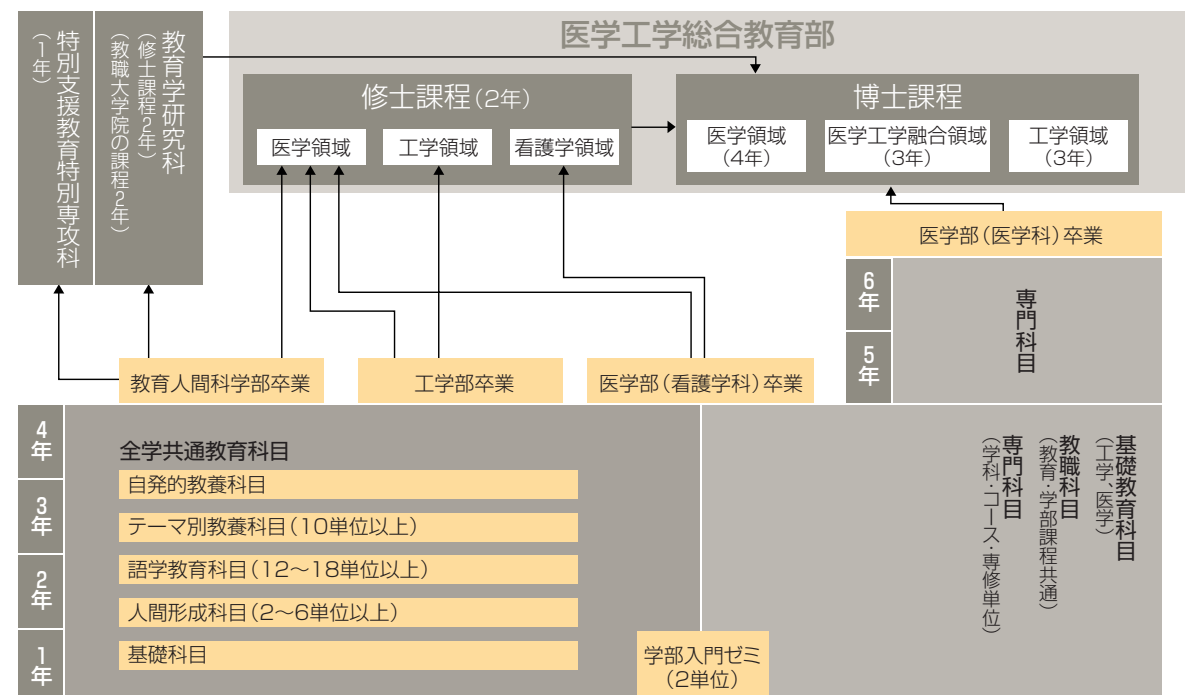 医学工学総合教育部
特別支援教育特別専攻科
(1年)
教育学研究科
(修士課程2年)
(教職大学院の課程2年)
修士課程(2年)
医学領域
工学領域
看護学領域
博士課程
医学領域
(4年)
医学工学融合領域
(3年)
工学領域
(3年)
医学部(医学科)卒業
6年
5年
専門科目
教育人間科学部卒業
工学部卒業
医学部(看護学科)卒業
4年
3年
2年
1年
全学共通教育科目
自発的教養科目
テーマ別教養科目(10単位以上)
語学教育科目(12〜18単位以上)
人間形成科目(2〜6単位以上)
基礎科目
学部入門ゼミ
(2単位)
基礎教育科目
(工学、医学)
教職科目
(教育・学部課程共通)
専門科目
(学科・コース・専修単位)